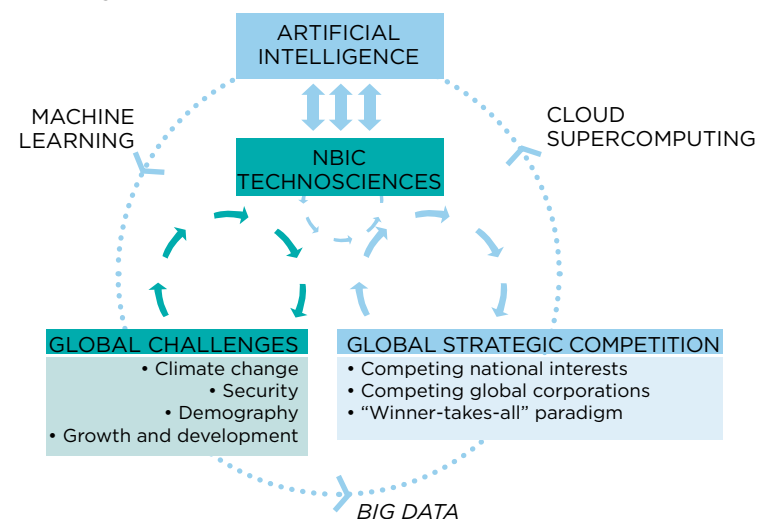 ARTIFICIAL
INTELLIGENCE
MACHINE
LEARNING
CLOUD
SUPERCOMPUTING
NBIC
TECHNOSCIENCES
GLOBAL CHALLENGES
• Climate change
• Security
• Demography
• Growth and development
GLOBAL STRATEGIC COMPETITION
• Competing national interests
• Competing global corporations
• “Winner-takes-all” paradigm
BIG DATA